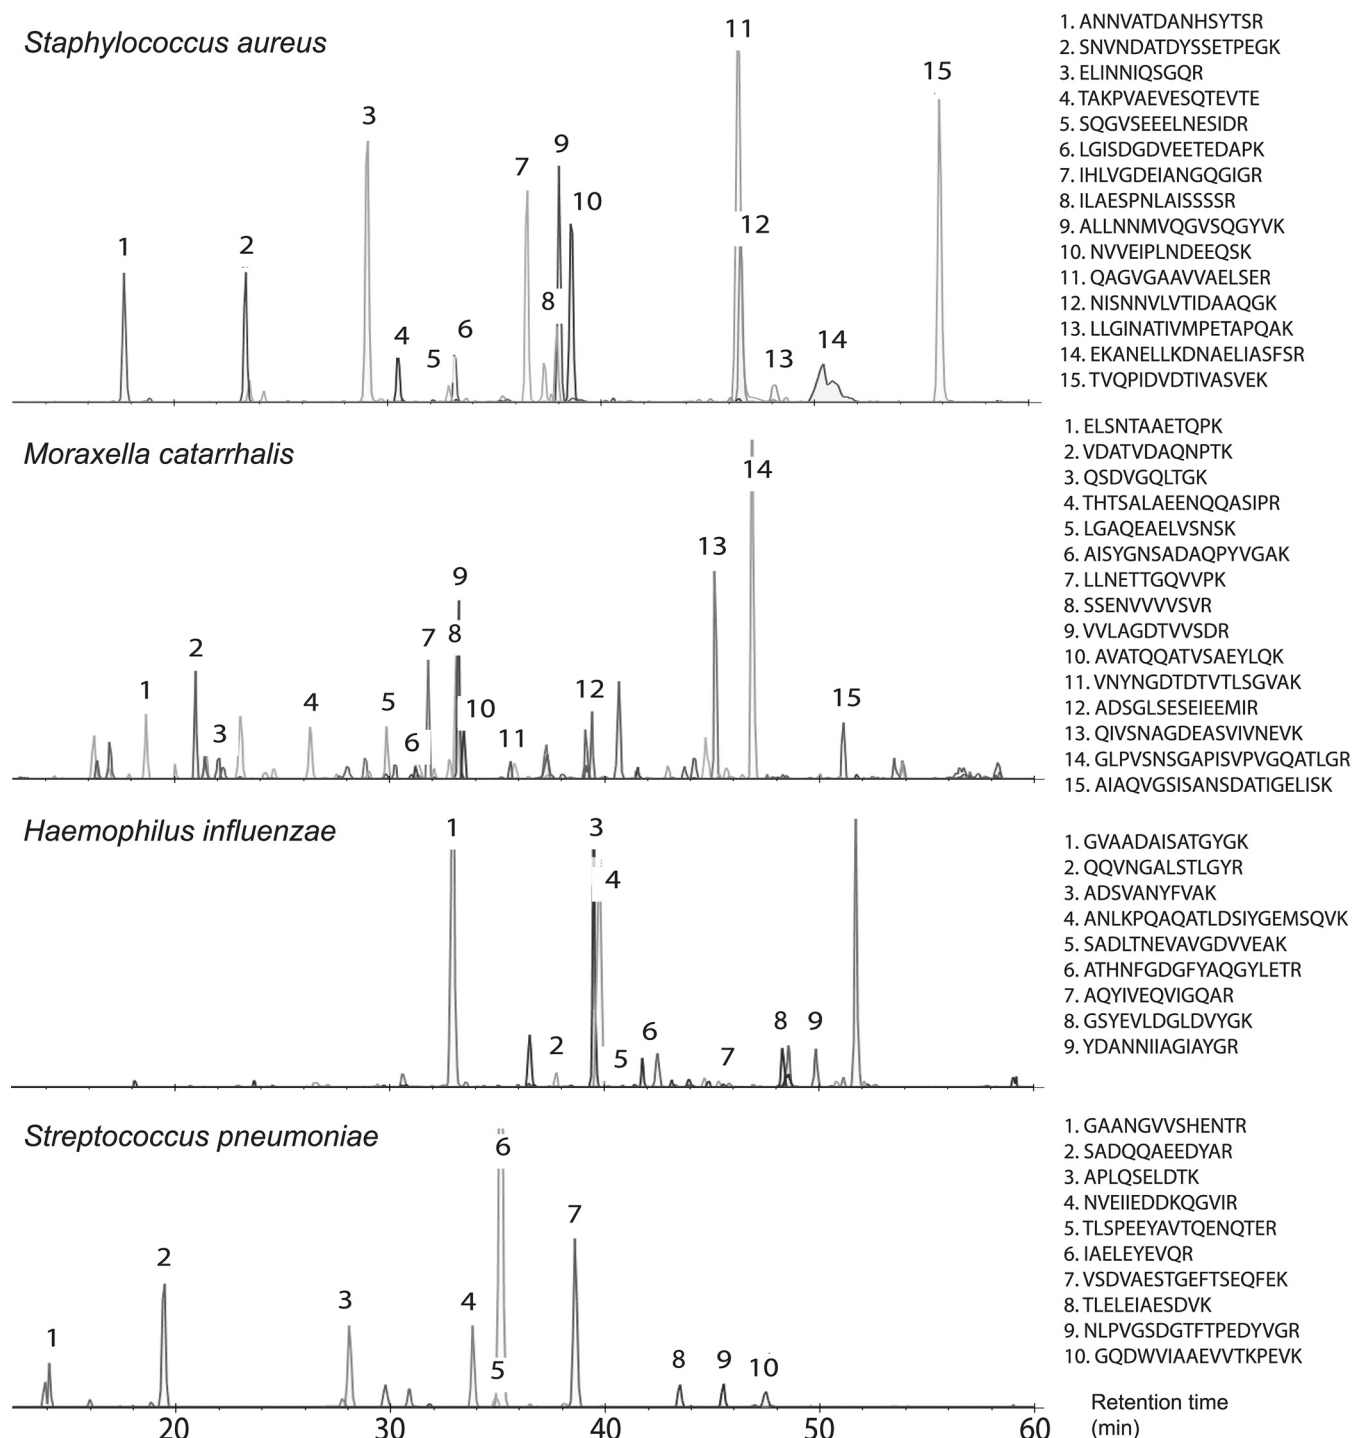 Staphylococcus aureus
1
2
3
4
5
6
7
8
9
10
11
12
13
14
15
1. ANNVATDANHSYTSR
2. SNVNDATDYSSETPEGK
3. ELINNIQSGQR
4. TAKPVAEVESQTEVTE
5. SQGVSEEELNESIDR
6. LGISDGDVEETEDAPK
7. IHLVGDEIANGQGIGR
8. ILAESPNLAISSSSR
9. ALLNNMVQGVSQGYVK
10. NVVEIPLNDEEQSK
11. QAGVGAAVVAELSER
12. NISNNVLVTIDAAQGK
13. LLGINATIVMPETAPQAK
14. EKANELLKDNAELIASFSR
15. TVQPIDVDTIVASVEK
Moraxella catarrhalis
1
2
3
4
5
6
7
8
9
10
11
12
13
14
15
1. ELSNTAAETQPK
2. VDATVDAQNPTK
3. QSDVGQLTGK
4. THTSALAEENQQASIPR
5. LGAQEAELVSNSK
6. AISYGNSADAQPYVGAK
7. LLNETTGQVVPK
8. SSENVVVVSVR
9. VVLAGDTVVSDR
10. AVATQQATVSAEYLQK
11. VNYNGDTDTVTLSGVAK
12. ADSGLSESEIEEMIR
13. QIVSNAGDEASVIVNEVK
14. GLPVSNSGAPISVPVGQATLGR
15. AIAQVGSISANSDATIGELISK
Haemophilus influenzae
1
2
3
4
5
6
7
8
9
1. GVAADAISATGYGK
2. QQVNGALSTLGYR
3. ADSVANYFVAK
4. ANLKPQAQATLDSIYGEMSQVK
5. SADLTNEVAVGDVVEAK
6. ATHNFGDGFYAQGYLETR
7. AQYIVEQVIGQAR
8. GSYEVLDGLDVYGK
9. YDANNIIAGIAYGR
Streptococcus pneumoniae
1
2
3
4
5
6
7
8
9
10
1. GAANGVVSHENTR
2. SADQQAEEDYAR
3. APLQSELDTK
4. NVEIIEDDKQGVIR
5. TLSPEEYAVTQENQTER
6. IAELEYEVQR
7. VSDVAESTGEFTSEQFEK
8. TLELEIAESDVK
9. NLPVGSDGTFTPEDYVGR
10. GQDWVIAAEVVTKPEVK
20
30
40
50
60
Retention time
(min)